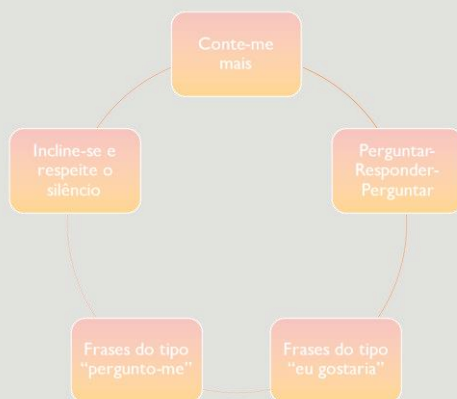 Conte-me
mais
Perguntar-
Responder-
Perguntar
Frases do tipo
“eu gostaria”
Frases do tipo
“pergunto-me”
Incline-se e
respeite o
silêncio